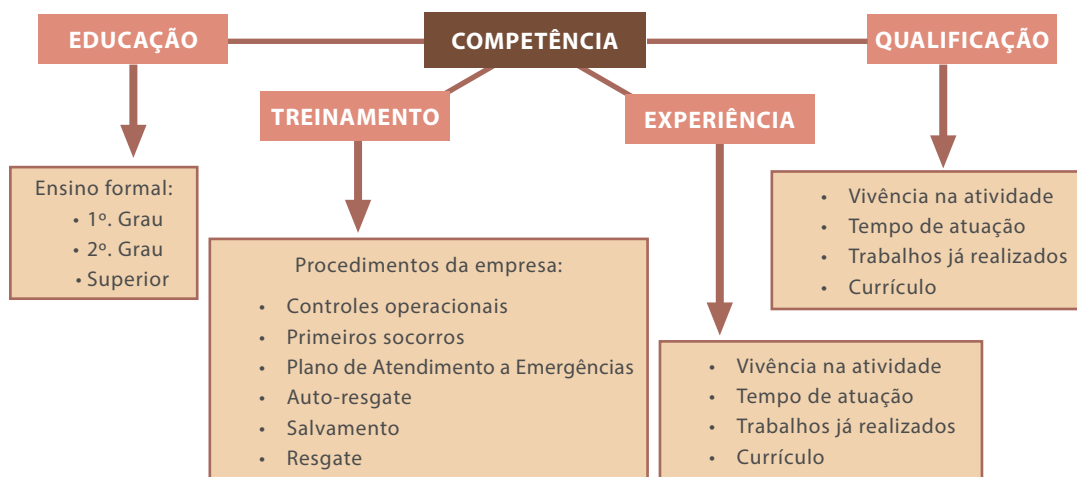 EDUCAÇÃO
COMPETÊNCIA
QUALIFICAÇÃO
TREINAMENTO
EXPERIÊNCIA
Ensino formal:
• 1º. Grau
• 2º. Grau
• Superior
Procedimentos da empresa:
• Controles operacionais
• Primeiros socorros
• Plano de Atendimento a Emergências
• Auto-resgate
• Salvamento
• Resgate
• Vivência na atividade
• Tempo de atuação
• Trabalhos já realizados
• Currículo
• Vivência na atividade
• Tempo de atuação
• Trabalhos já realizados
• Currículo